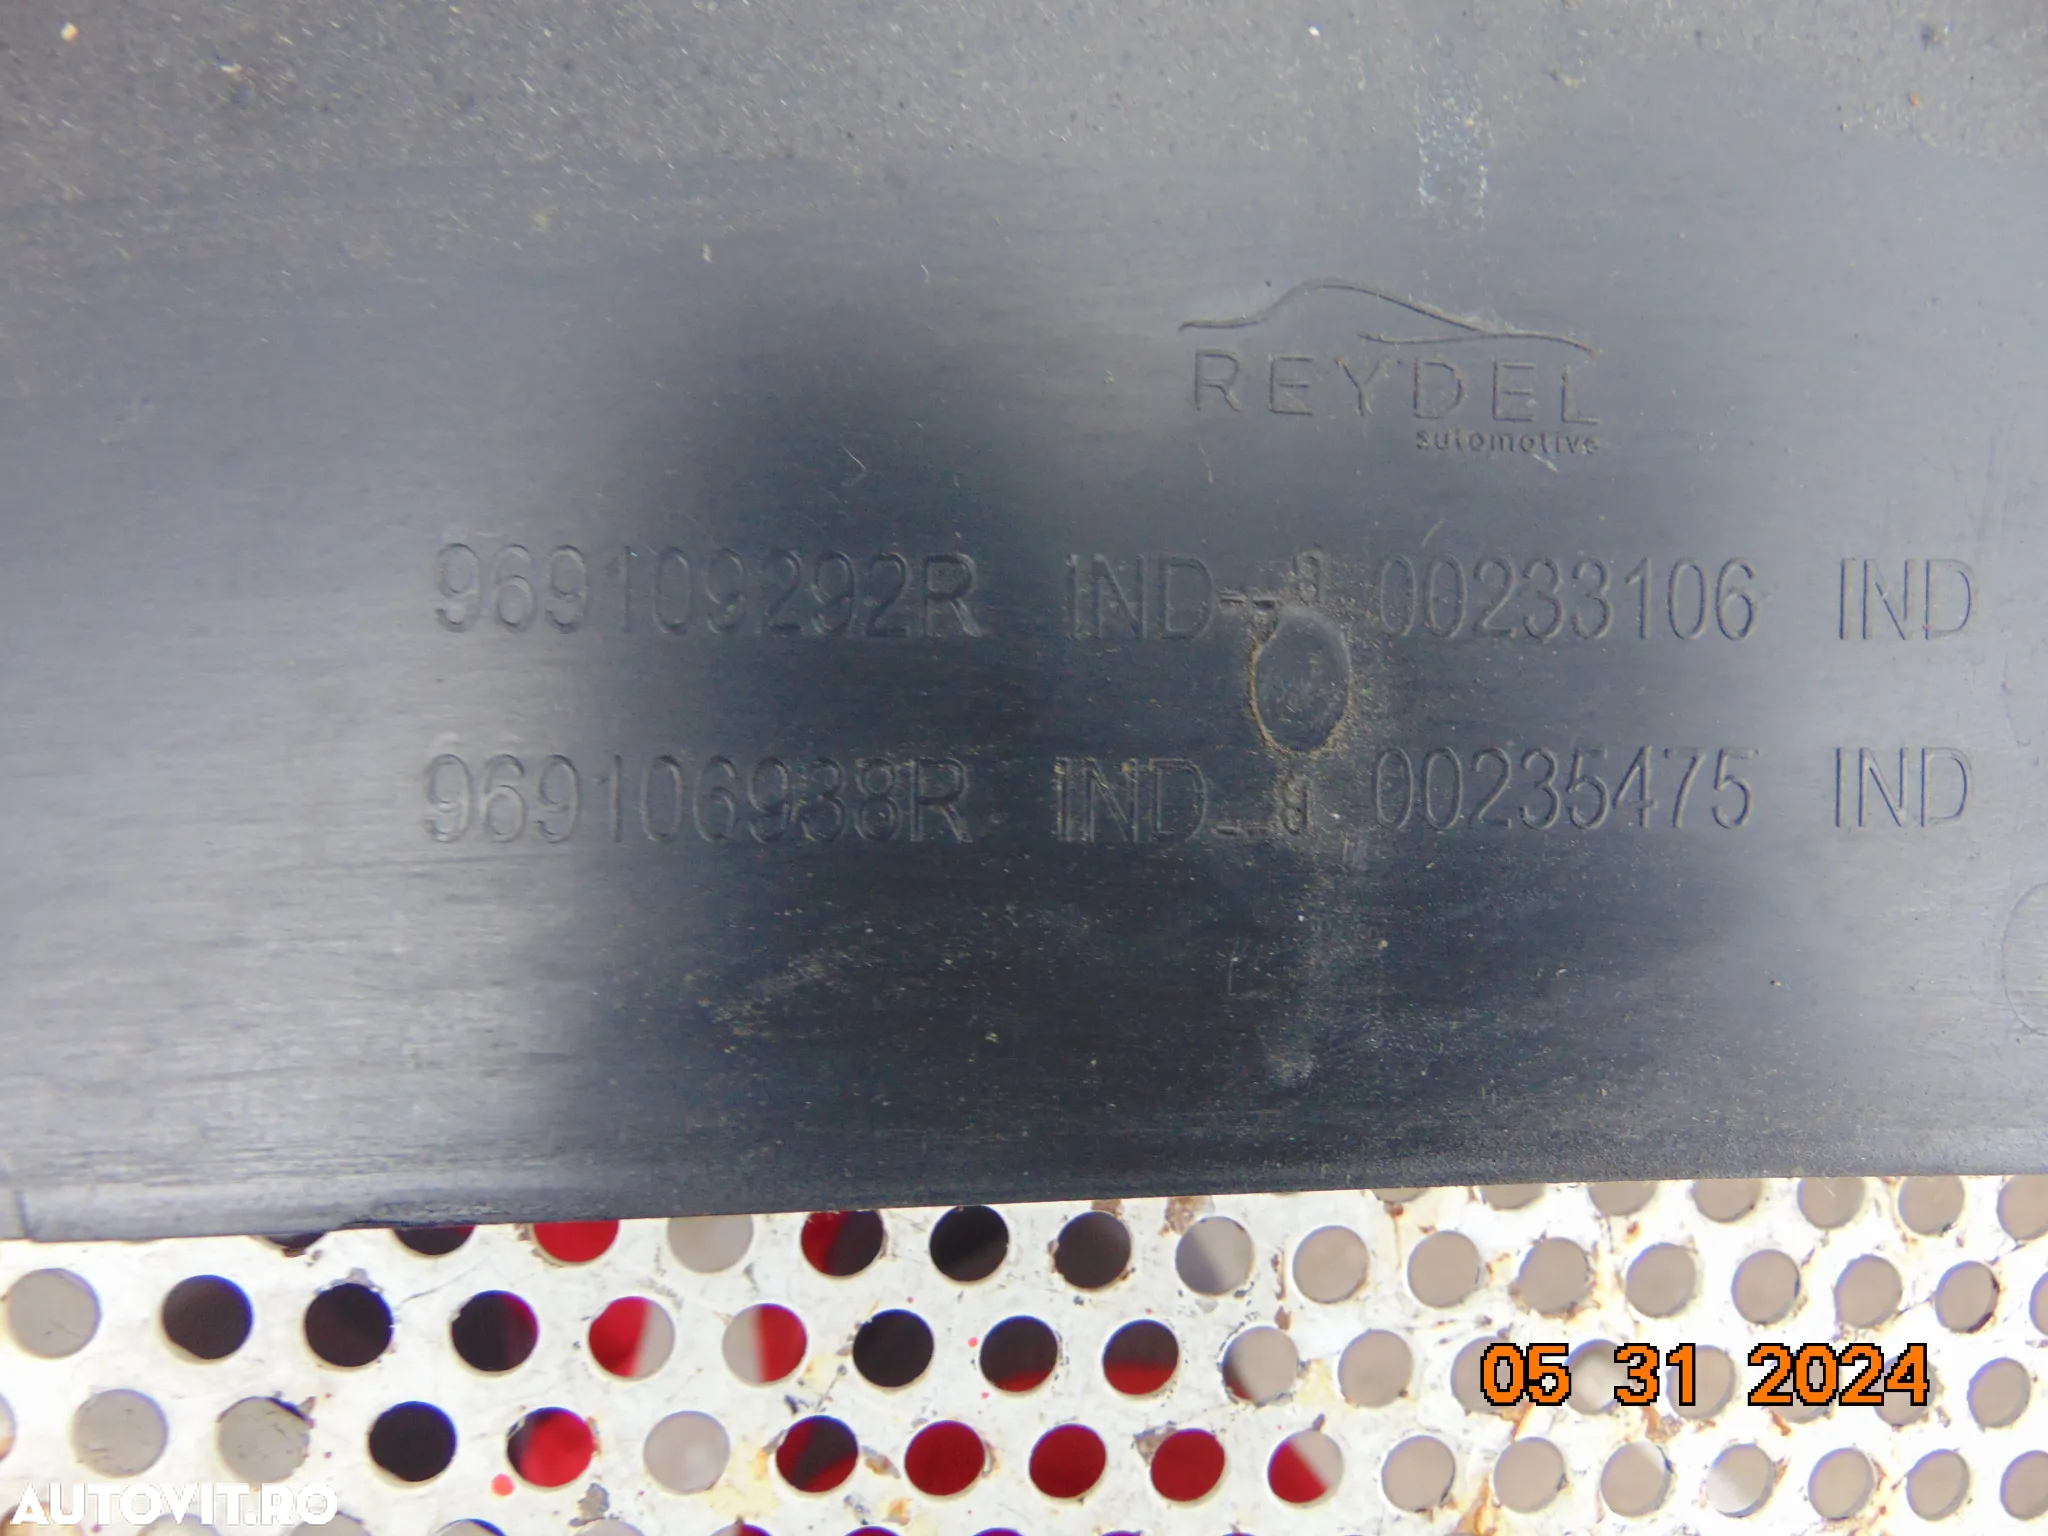 REYDEL
automotive
969109292R IND-- B 00233106 IND
969106938R IND-- B 00235475 IND
05 31 2024
AUTOVIT.RO